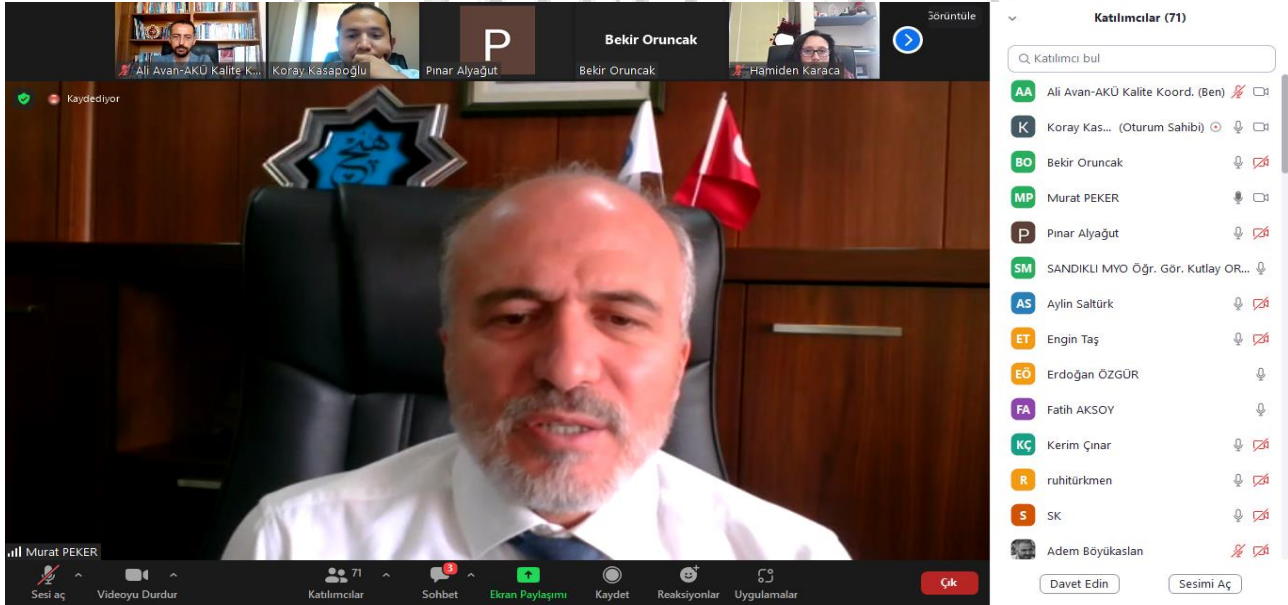 Ali Avan-AKÜ Kalite K...
Koray Kasapoğlu
P
Pınar Alyağut
Bekir Oruncak
Bekir Oruncak
Hamiden Karaca
Görüntüle
Kaydediyor
Murat PEKER
Sesi aç
Videoyu Durdur
71
Katılımcılar
3
Sohbet
Ekran Paylaşımı
Kaydet
Reaksiyonlar
Uygulamalar
Çık
Katılımcılar (71)
Katılımcı bul
AA Ali Avan-AKÜ Kalite Koord. (Ben)
K Koray Kas... (Oturum Sahibi)
BO Bekir Oruncak
MP Murat PEKER
P Pınar Alyağut
SM SANDIKLI MYO Öğr. Gör. Kutlay OR...
AS Aylin Saltürk
ET Engin Taş
EÖ Erdoğan ÖZGÜR
FA Fatih AKSOY
KÇ Kerim Çınar
R ruhitürkmen
S SK
Adem Böyükaslan
Davet Edin
Sesimi Aç